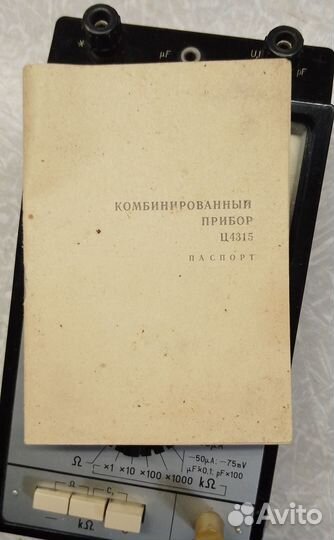 * µF U,I
КОМБИНИРОВАННЫЙ
ПРИБОР
Ц4315
ПАСПОРТ
−50µA; −75mV
µF×0,1; pF×100
Ω ×1 ×10 ×100 ×1000 kΩ
Ω Cx
kΩ
Avito